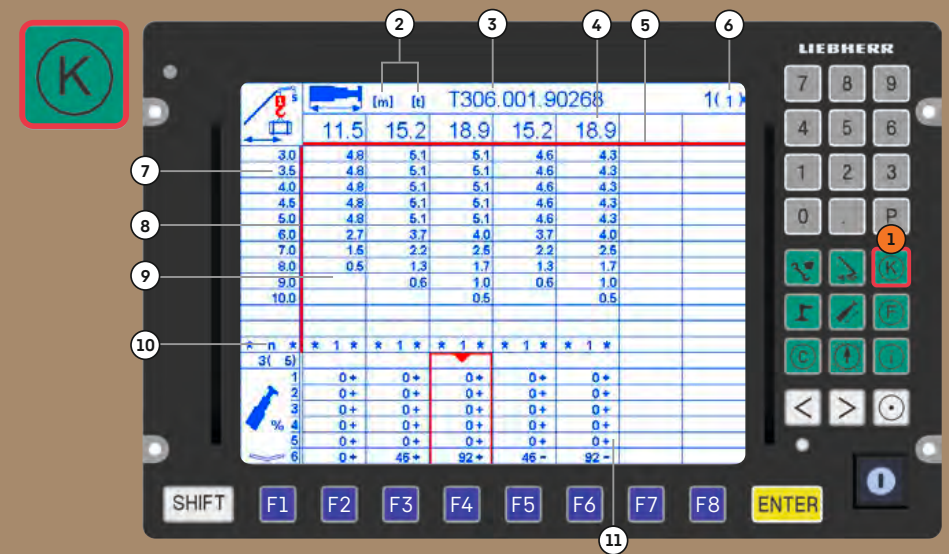 K
2
3
4
5
6
LIEBHERR
s
[m] [t] T306.001.90268 1( 1 )
11.5 15.2 18.9 15.2 18.9
3.0 4.8 5.1 5.1 4.6 4.3
3.5 4.8 5.1 5.1 4.6 4.3
4.0 4.8 5.1 5.1 4.6 4.3
4.5 4.8 5.1 5.1 4.6 4.3
5.0 4.8 5.1 5.1 4.6 4.3
6.0 2.7 3.7 4.0 3.7 4.0
7.0 1.5 2.2 2.5 2.2 2.5
8.0 0.5 1.3 1.7 1.3 1.7
9.0 0.6 1.0 0.6 1.0
10.0 0.5 0.5
* n * * 1 * * 1 * * 1 * * 1 * * 1 *
3( 5)
1 0+ 0+ 0+ 0+ 0+
2 0+ 0+ 0+ 0+ 0+
3 0+ 0+ 0+ 0+ 0+
% 4 0+ 0+ 0+ 0+ 0+
5 0+ 0+ 0+ 0+ 0+
6 0+ 46+ 92+ 46- 92-
7
8
9
10
11
7 8 9
4 5 6
1 2 3
0 . P
1
K
F
C i
< >
SHIFT F1 F2 F3 F4 F5 F6 F7 F8 ENTER